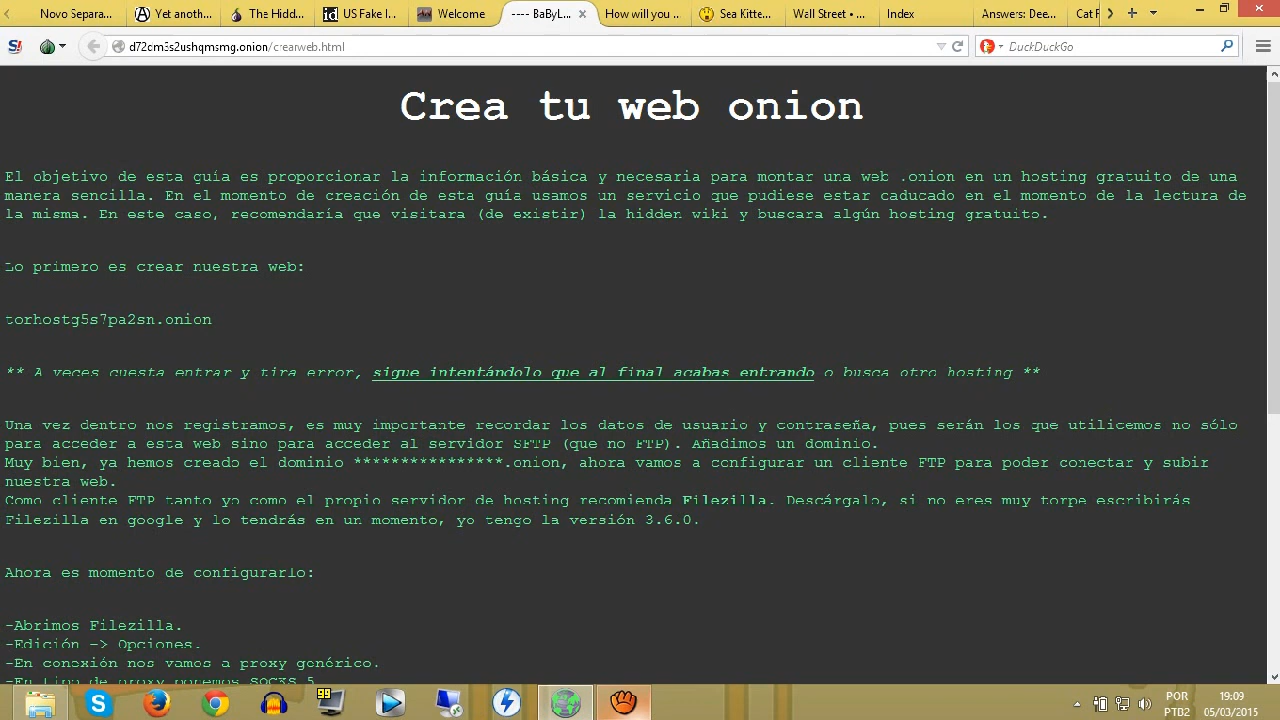 Novo Separa...
Yet anoth...
The Hidd...
US Fake I...
Welcome
---- BaByL...
How will you ...
Sea Kitte...
Wall Street • ...
Index
Answers: Dee...
Cat F
/crearweb.html
DuckDuckGo
Crea tu web onion
El objetivo de esta guía es proporcionar la información básica y necesaria para montar una web .onion en un hosting gratuito de una
manera sencilla. En el momento de creación de esta guía usamos un servicio que pudiese estar caducado en el momento de la lectura de
la misma. En este caso, recomendaría que visitara (de existir) la hidden wiki y buscara algún hosting gratuito.
Lo primero es crear nuestra web:
torhostg5s7pa2sn.onion
** A veces cuesta entrar y tira error, sigue intentándolo que al final acabas entrando o busca otro hosting **
Una vez dentro nos registramos, es muy importante recordar los datos de usuario y contraseña, pues serán los que utilicemos no sólo
para acceder a esta web sino para acceder al servidor SFTP (que no FTP). Añadimos un dominio.
Muy bien, ya hemos creado el dominio ****************.onion, ahora vamos a configurar un cliente FTP para poder conectar y subir
nuestra web.
Como cliente FTP tanto yo como el propio servidor de hosting recomienda Filezilla. Descárgalo, si no eres muy torpe escribirás
Filezilla en google y lo tendrás en un momento, yo tengo la versión 3.6.0.
Ahora es momento de configurarlo:
-Abrimos Filezilla.
-Edición -> Opciones.
-En conexión nos vamos a proxy genérico.
-En tipo de proxy ponemos SOCKS 5
99
POR
19:09
PTB2
05/03/2015